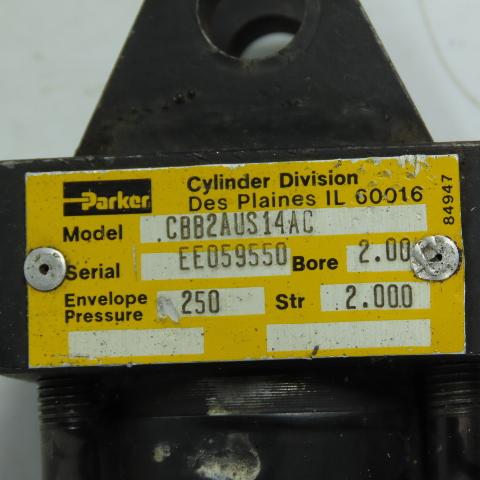 Parker Cylinder Division
Des Plaines IL 60016
84947
Model CBB2AUS14AC
Serial EE059550 Bore 2.00
Envelope Pressure 250 Str 2.000